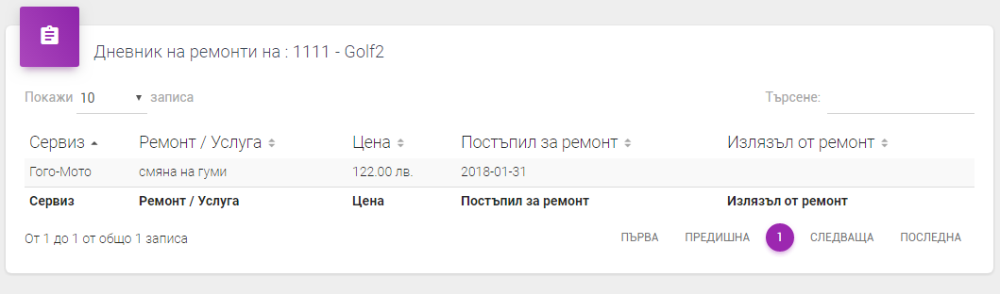 Дневник на ремонти на : 1111 - Golf2
Покажи 10 записа Търсене:
Сервиз Ремонт / Услуга Цена Постъпил за ремонт Излязъл от ремонт
Гого-Мото смяна на гуми 122.00 лв. 2018-01-31
Сервиз Ремонт / Услуга Цена Постъпил за ремонт Излязъл от ремонт
От 1 до 1 от общо 1 записа ПЪРВА ПРЕДИШНА 1 СЛЕДВАЩА ПОСЛЕДНА